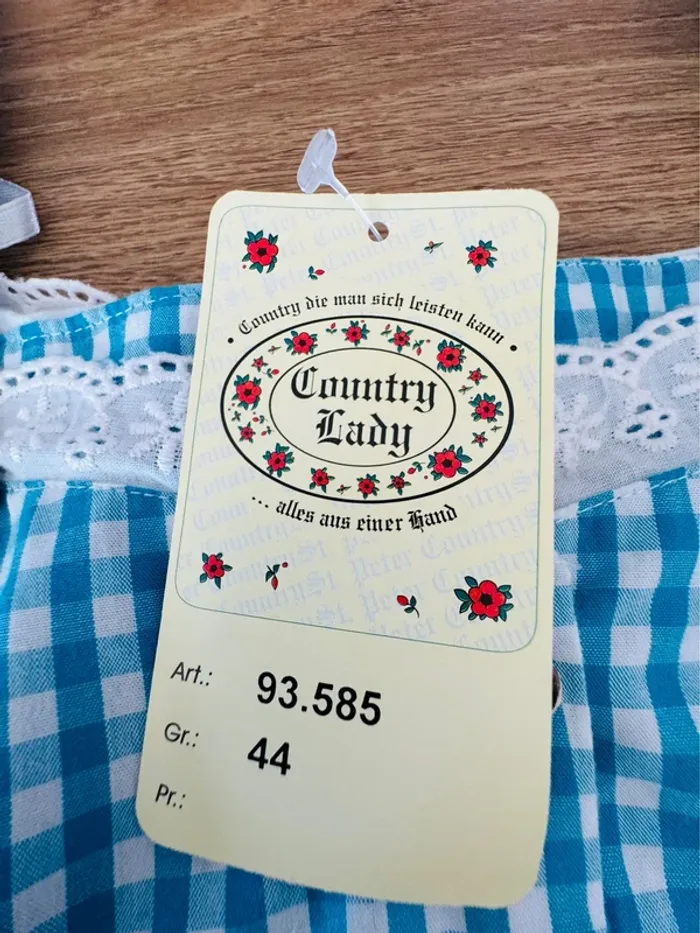 · Country die man sich leisten kann ·
Country
Lady
... alles aus einer Hand
Art.: 93.585
Gr.: 44
Pr.: